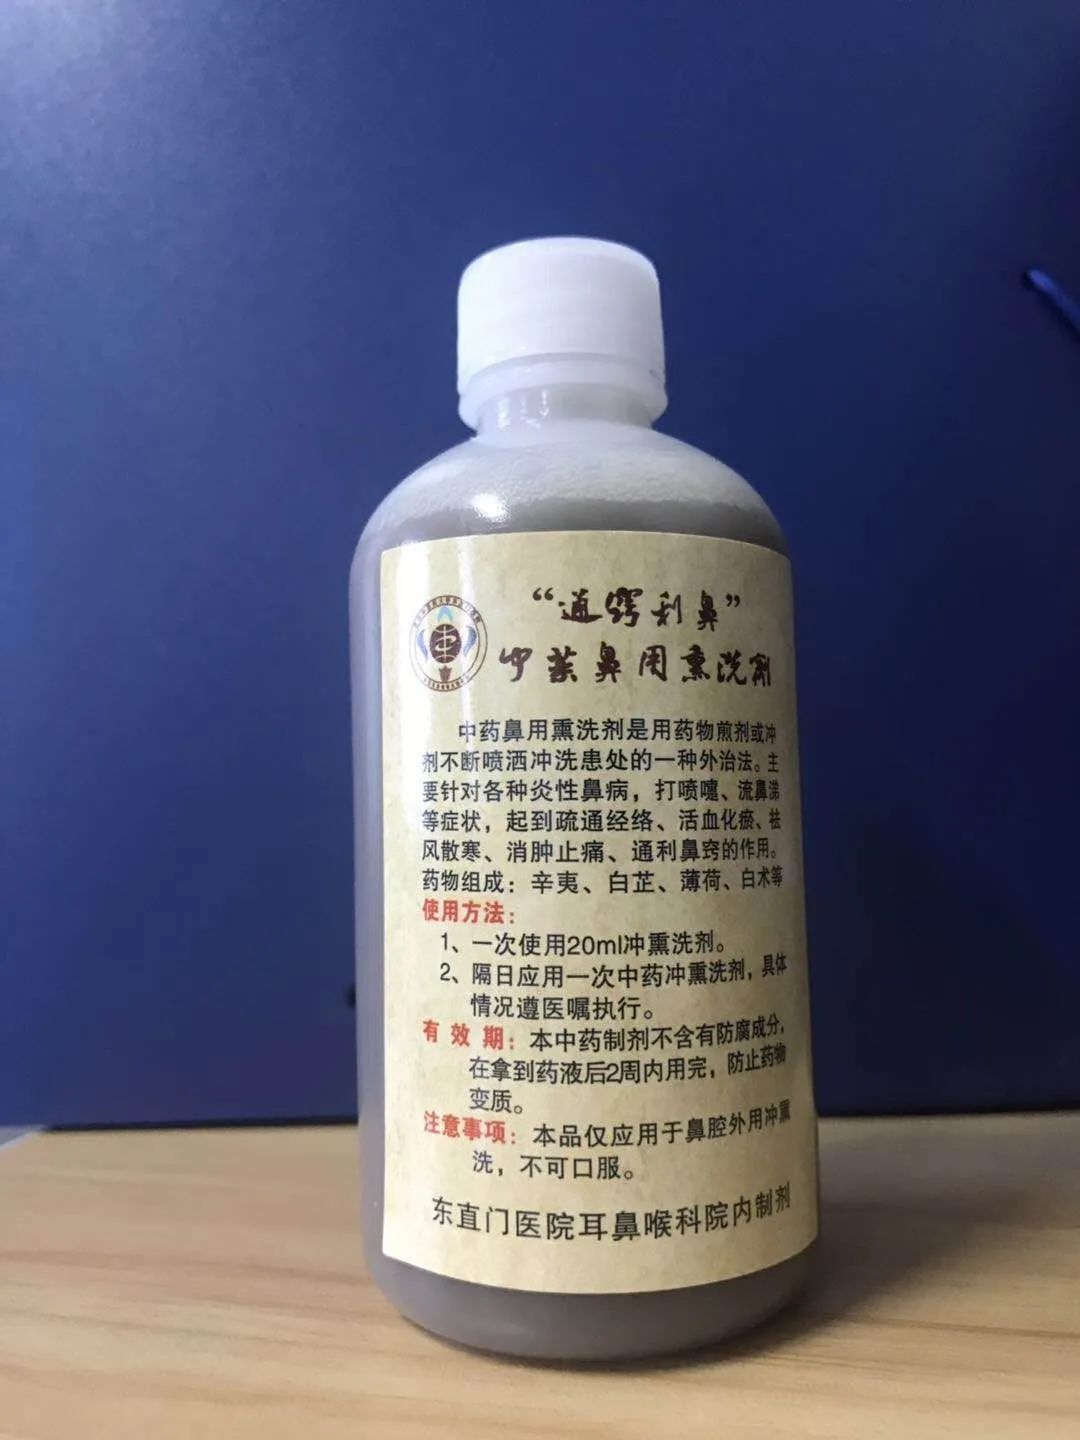 “通窍利鼻”
中药鼻用熏洗剂
中药鼻用熏洗剂是用药物煎剂或冲
剂不断喷洒冲洗患处的一种外治法。主
要针对各种炎性鼻病，打喷嚏、流鼻涕
等症状，起到疏通经络、活血化瘀、祛
风散寒、消肿止痛、通利鼻窍的作用。
药物组成：辛夷、白芷、薄荷、白术等
使用方法：
1、一次使用20ml冲熏洗剂。
2、隔日应用一次中药冲熏洗剂，具体
情况遵医嘱执行。
有效期：本中药制剂不含有防腐成分，
在拿到药液后2周内用完，防止药物
变质。
注意事项：本品仅应用于鼻腔外用冲熏
洗，不可口服。
东直门医院耳鼻喉科院内制剂